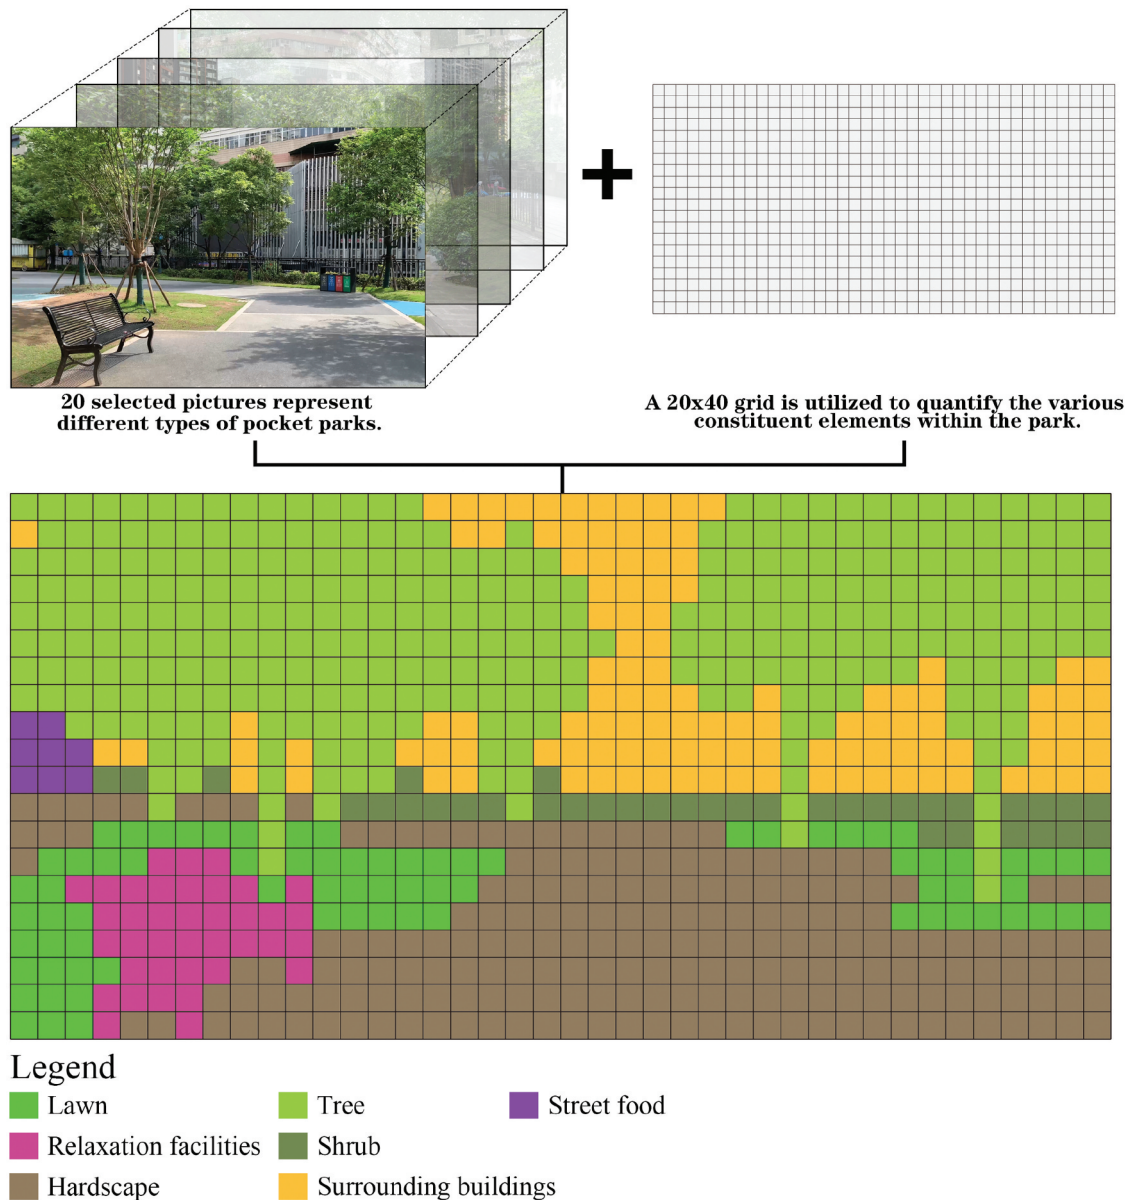 20 selected pictures represent
different types of pocket parks.
A 20x40 grid is utilized to quantify the various
constituent elements within the park.
Legend
Lawn
Tree
Street food
Relaxation facilities
Shrub
Hardscape
Surrounding buildings